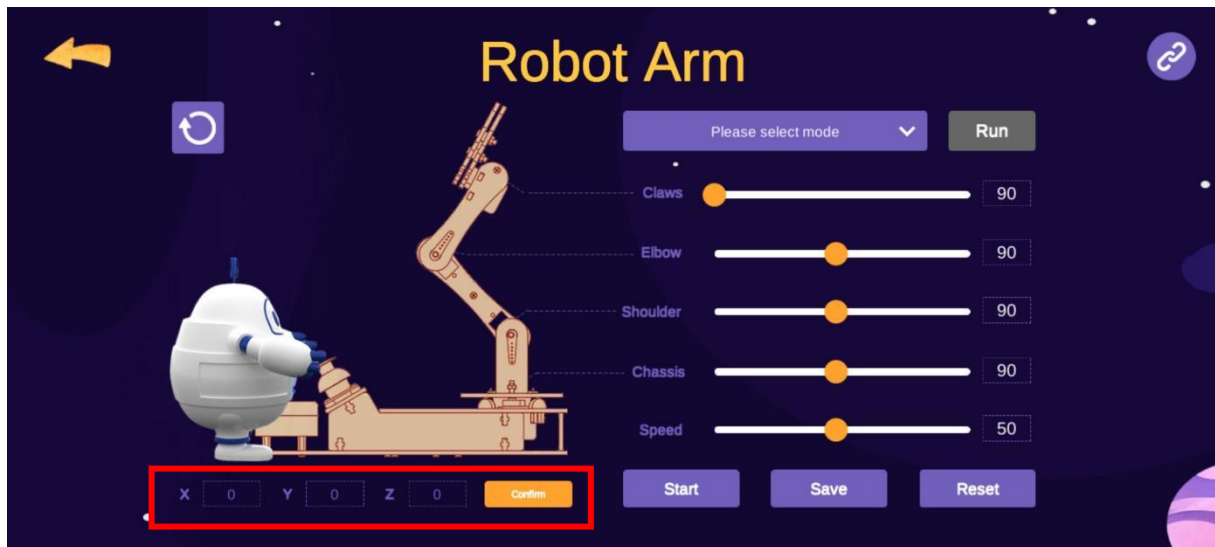 Robot Arm
Please select mode
Run
Claws 90
Elbow 90
Shoulder 90
Chassis 90
Speed 50
X 0 Y 0 Z 0 Confirm
Start Save Reset